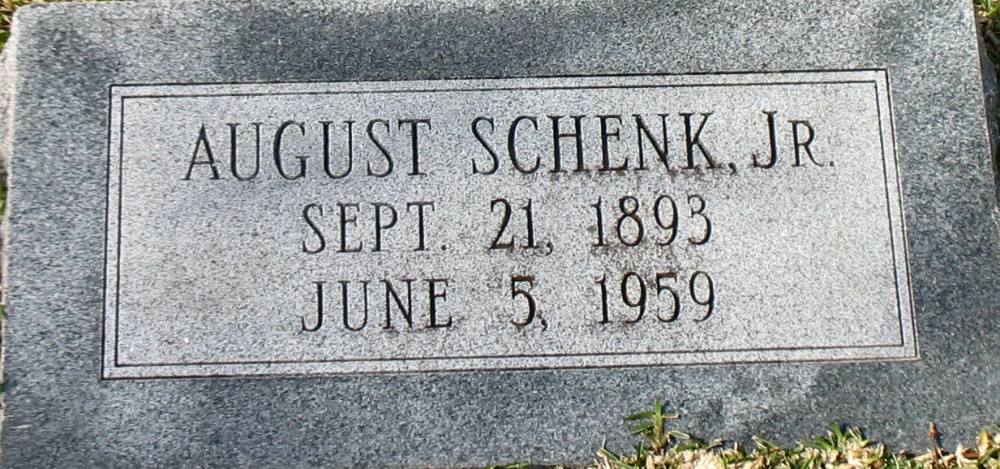 AUGUST SCHENK, JR.
SEPT. 21, 1893
JUNE 5, 1959